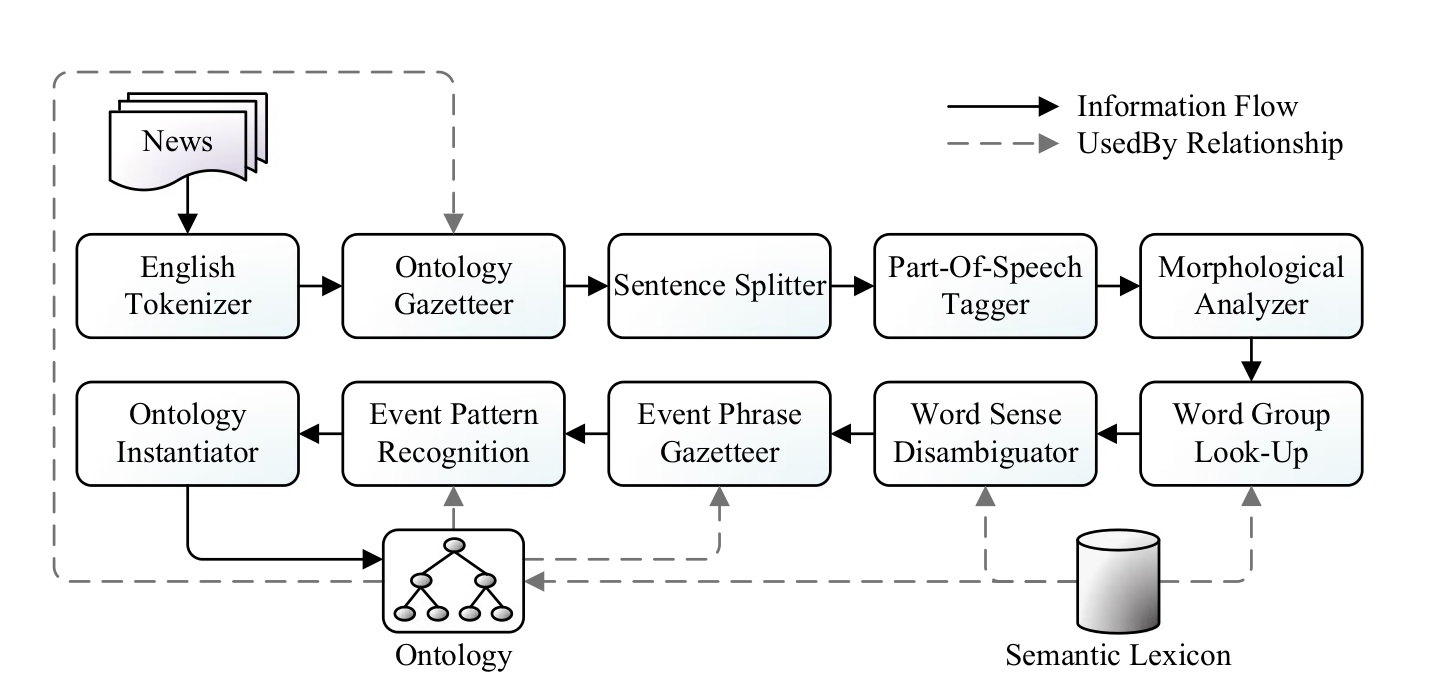 News
Information Flow
UsedBy Relationship
English
Tokenizer
Ontology
Gazetteer
Sentence Splitter
Part-Of-Speech
Tagger
Morphological
Analyzer
Ontology
Instantiator
Event Pattern
Recognition
Event Phrase
Gazetteer
Word Sense
Disambiguator
Word Group
Look-Up
Ontology
Semantic Lexicon